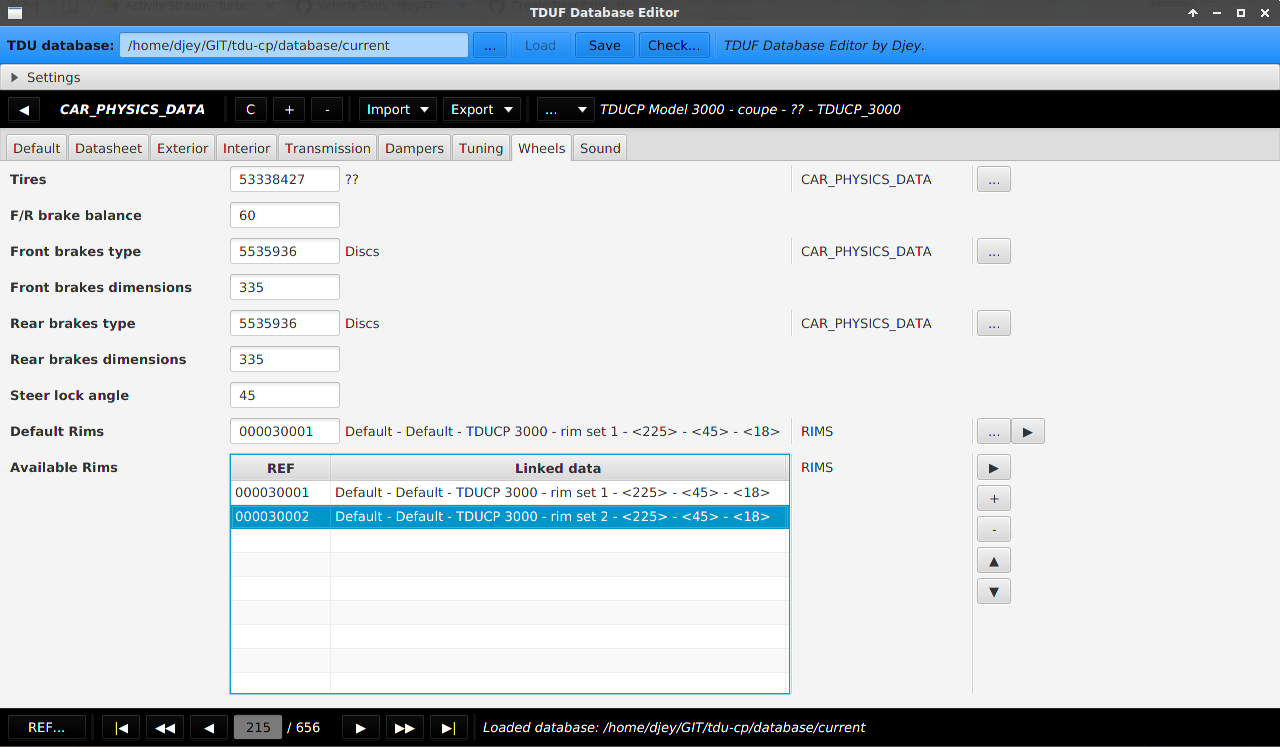 TDUF Database Editor
TDU database: /home/djey/GIT/tdu-cp/database/current ... Load Save Check... TDUF Database Editor by Djey.
Settings
CAR_PHYSICS_DATA C + - Import Export ... TDUCP Model 3000 - coupe - ?? - TDUCP_3000
Default Datasheet Exterior Interior Transmission Dampers Tuning Wheels Sound
Tires 53338427 ?? CAR_PHYSICS_DATA ...
F/R brake balance 60
Front brakes type 5535936 Discs CAR_PHYSICS_DATA ...
Front brakes dimensions 335
Rear brakes type 5535936 Discs CAR_PHYSICS_DATA ...
Rear brakes dimensions 335
Steer lock angle 45
Default Rims 000030001 Default - Default - TDUCP 3000 - rim set 1 - <225> - <45> - <18> RIMS ...
Available Rims REF Linked data RIMS
000030001 Default - Default - TDUCP 3000 - rim set 1 - <225> - <45> - <18>
000030002 Default - Default - TDUCP 3000 - rim set 2 - <225> - <45> - <18>
+
-
REF... 215 / 656 Loaded database: /home/djey/GIT/tdu-cp/database/current